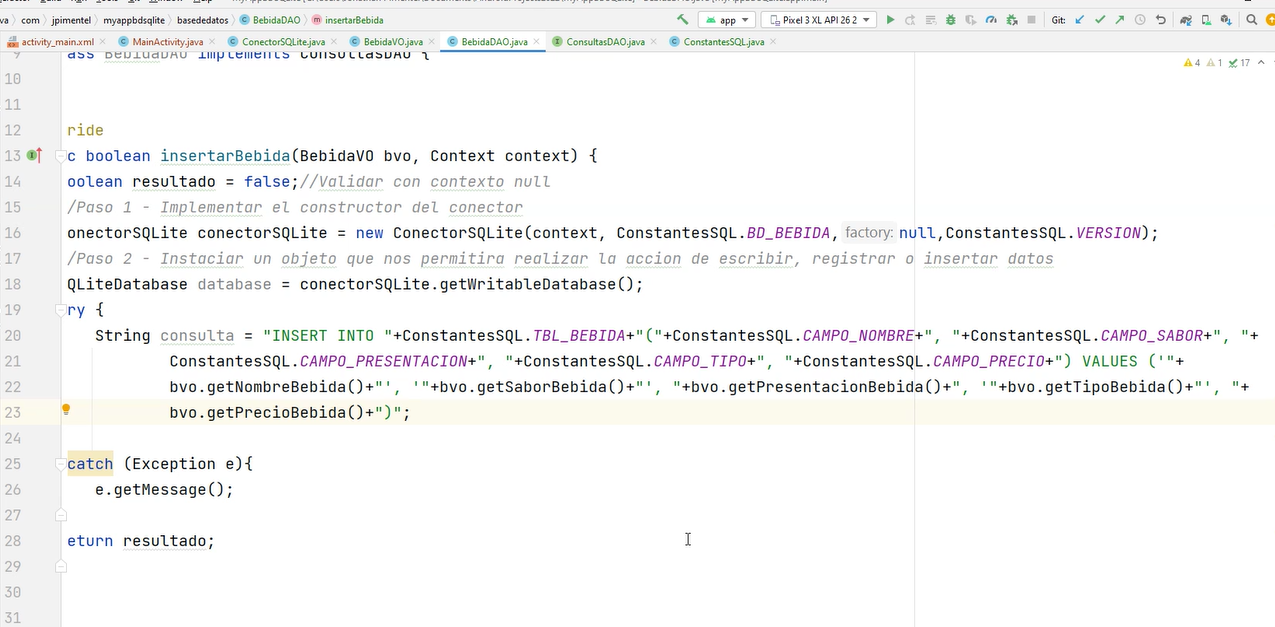 va › com › jpimentel › myappbdsqlite › basededatos › BebidaDAO › insertarBebida app Pixel 3 XL API 26 2 Git:
activity_main.xml MainActivity.java ConectorSQLite.java BebidaVO.java BebidaDAO.java ConsultasDAO.java ConstantesSQL.java
9 ass BebidaDAO implements ConsultasDAO {
4 1 17
10
11
12 ride
13 c boolean insertarBebida(BebidaVO bvo, Context context) {
14 oolean resultado = false;//Validar con contexto null
15 /Paso 1 - Implementar el constructor del conector
16 onectorSQLite conectorSQLite = new ConectorSQLite(context, ConstantesSQL.BD_BEBIDA, factory: null,ConstantesSQL.VERSION);
17 /Paso 2 - Instaciar un objeto que nos permitira realizar la accion de escribir, registrar o insertar datos
18 QLiteDatabase database = conectorSQLite.getWritableDatabase();
19 ry {
20 String consulta = "INSERT INTO "+ConstantesSQL.TBL_BEBIDA+"("+ConstantesSQL.CAMPO_NOMBRE+", "+ConstantesSQL.CAMPO_SABOR+", "+
21 ConstantesSQL.CAMPO_PRESENTACION+", "+ConstantesSQL.CAMPO_TIPO+", "+ConstantesSQL.CAMPO_PRECIO+") VALUES ('"+
22 bvo.getNombreBebida()+"', '"+bvo.getSaborBebida()+"', "+bvo.getPresentacionBebida()+", '"+bvo.getTipoBebida()+"', "+
23 bvo.getPrecioBebida()+")";
24
25 catch (Exception e){
26 e.getMessage();
27
28 eturn resultado;
29
30
31